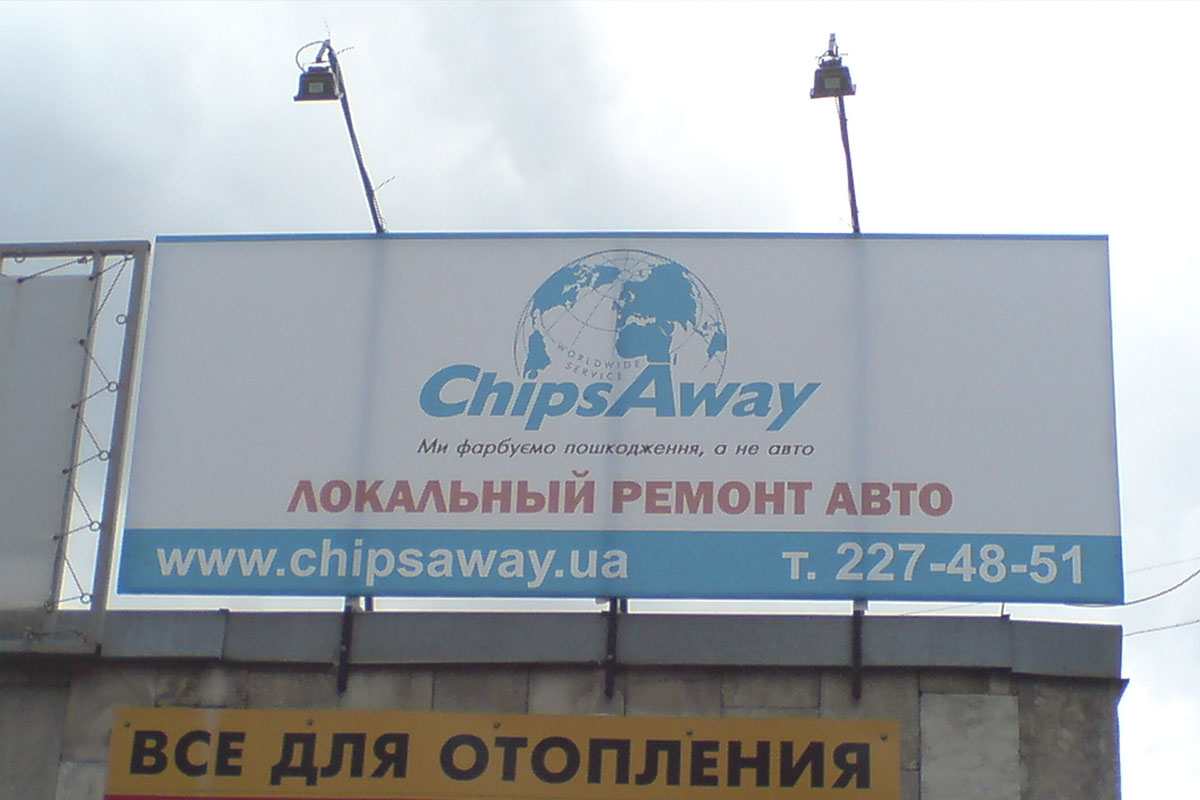 WORLDWIDE
SERVICE
ChipsAway
Ми фарбуємо пошкодження, а не авто
ЛОКАЛЬНЫЙ РЕМОНТ АВТО
www.chipsaway.ua т. 227-48-51
ВСЕ ДЛЯ ОТОПЛЕНИЯ